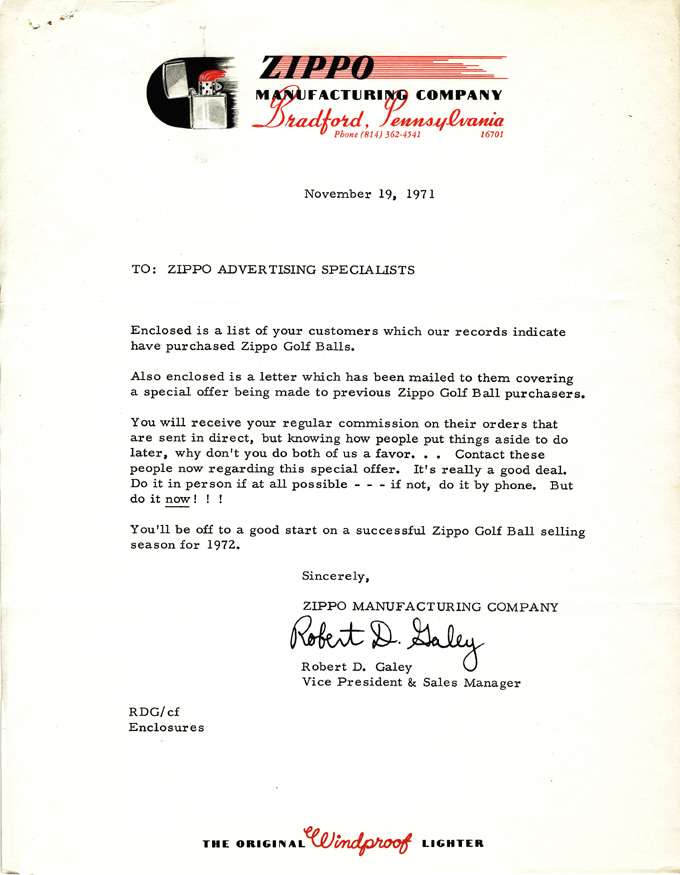 ZIPPO
MANUFACTURING COMPANY
Bradford, Pennsylvania
Phone (814) 362-4541 16701
November 19, 1971
TO: ZIPPO ADVERTISING SPECIALISTS
Enclosed is a list of your customers which our records indicate
have purchased Zippo Golf Balls.
Also enclosed is a letter which has been mailed to them covering
a special offer being made to previous Zippo Golf Ball purchasers.
You will receive your regular commission on their orders that
are sent in direct, but knowing how people put things aside to do
later, why don't you do both of us a favor. . . Contact these
people now regarding this special offer. It's really a good deal.
Do it in person if at all possible - - - if not, do it by phone. But
do it now! ! !
You'll be off to a good start on a successful Zippo Golf Ball selling
season for 1972.
Sincerely,
ZIPPO MANUFACTURING COMPANY
Robert D. Galey
Robert D. Galey
Vice President & Sales Manager
RDG/cf
Enclosures
THE ORIGINAL Windproof LIGHTER